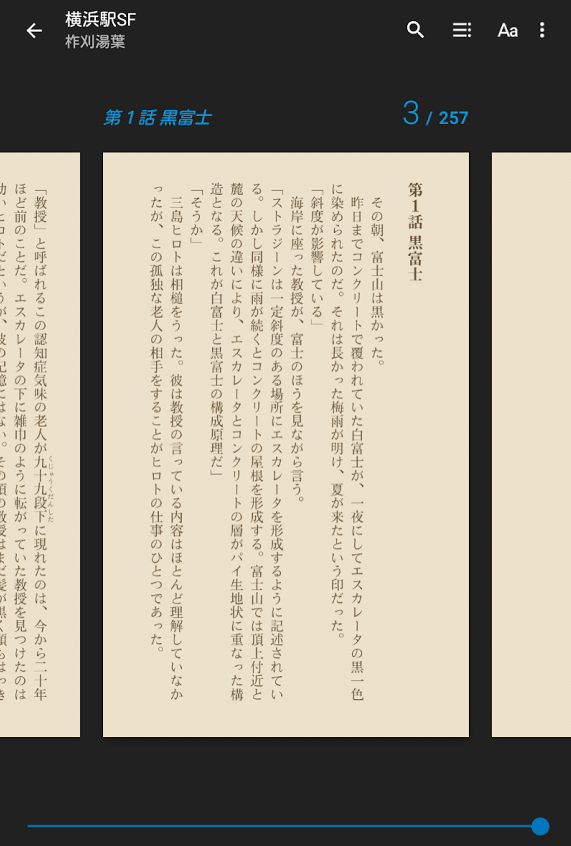 横浜駅SF
柞刈湯葉
Aa
第1話 黒富士
3 / 257
第1話 黒富士
その朝、富士山は黒かった。
昨日までコンクリートで覆われていた白富士が、一夜にしてエスカレータの黒一色
に染められたのだ。それは長かった梅雨が明け、夏が来たという印だった。
「斜度が影響している」
海岸に座った教授が、富士のほうを見ながら言う。
「ストラジーンは一定斜度のある場所にエスカレータを形成するように記述されてい
る。しかし同様に雨が続くとコンクリートの屋根を形成する。富士山では頂上付近と
麓の天候の違いにより、エスカレータとコンクリートの層がパイ生地状に重なった構
造となる。これが白富士と黒富士の構成原理だ」
「そうか」
三島ヒロトは相槌をうった。彼は教授の言っている内容はほとんど理解していなか
ったが、この孤独な老人の相手をすることがヒロトの仕事のひとつであった。
「教授」と呼ばれるこの認知症気味の老人が九十九段下に現れたのは、今から二十年
くじゅうくだんした
ほど前のことだ。エスカレータの下に雑巾のように転がっていた教授を見つけたのは